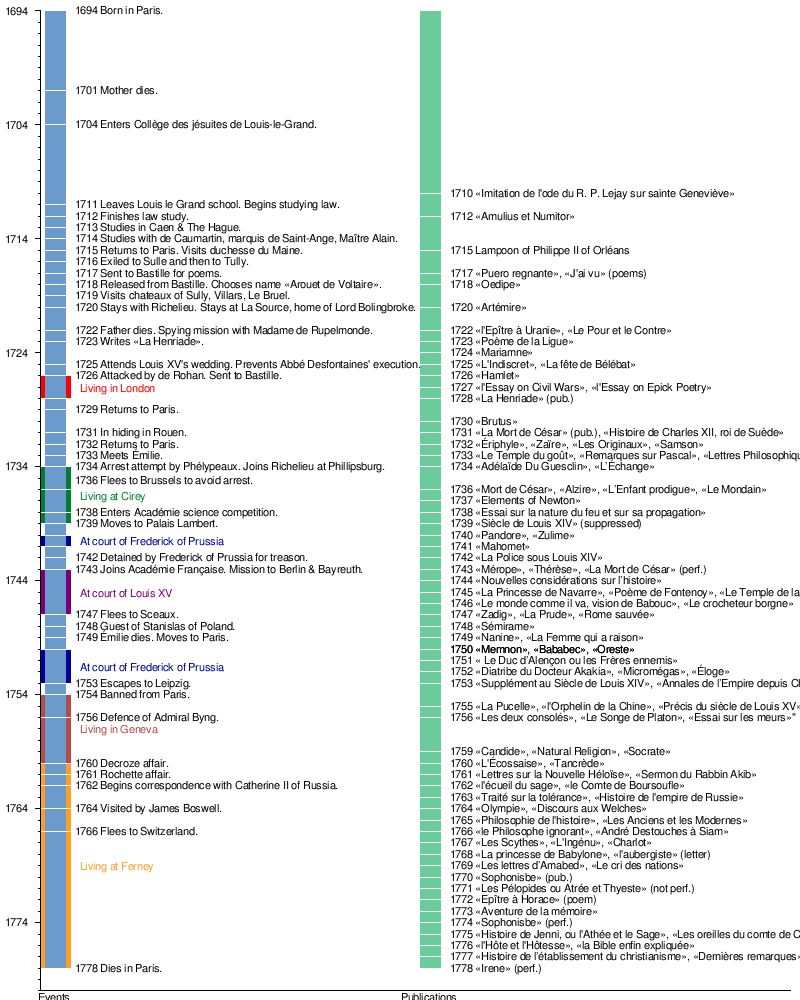 1694
1704
1714
1724
1734
1744
1754
1764
1774
1694 Born in Paris.
1701 Mother dies.
1704 Enters Collège des jésuites de Louis-le-Grand.
1711 Leaves Louis le Grand school. Begins studying law.
1712 Finishes law study.
1713 Studies in Caen & The Hague.
1714 Studies with de Caumartin, marquis de Saint-Ange, Maître Alain.
1715 Returns to Paris. Visits duchesse du Maine.
1716 Exiled to Sulle and then to Tully.
1717 Sent to Bastille for poems.
1718 Released from Bastille. Chooses name «Arouet de Voltaire».
1719 Visits chateaux of Sully, Villars, Le Bruel.
1720 Stays with Richelieu. Stays at La Source, home of Lord Bolingbroke.
1722 Father dies. Spying mission with Madame de Rupelmonde.
1723 Writes «La Henriade».
1725 Attends Louis XV's wedding. Prevents Abbé Desfontaines' execution.
1726 Attacked by de Rohan. Sent to Bastille.
Living in London
1729 Returns to Paris.
1731 In hiding in Rouen.
1732 Returns to Paris.
1733 Meets Émilie.
1734 Arrest attempt by Phélypeaux. Joins Richelieu at Phillipsburg.
1736 Flees to Brussels to avoid arrest.
Living at Cirey
1738 Enters Académie science competition.
1739 Moves to Palais Lambert.
At court of Frederick of Prussia
1742 Detained by Frederick of Prussia for treason.
1743 Joins Académie Française. Mission to Berlin & Bayreuth.
At court of Louis XV
1747 Flees to Sceaux.
1748 Guest of Stanislas of Poland.
1749 Émilie dies. Moves to Paris.
At court of Frederick of Prussia
1753 Escapes to Leipzig.
1754 Banned from Paris.
1756 Defence of Admiral Byng.
Living in Geneva
1760 Decroze affair.
1761 Rochette affair.
1762 Begins correspondence with Catherine II of Russia.
1764 Visited by James Boswell.
1766 Flees to Switzerland.
Living at Ferney
1778 Dies in Paris.
Events
1710 «Imitation de l'ode du R. P. Lejay sur sainte Geneviève»
1712 «Amulius et Numitor»
1715 Lampoon of Philippe II of Orléans
1717 «Puero regnante», «J'ai vu» (poems)
1718 «Oedipe»
1720 «Artémire»
1722 «l'Epître à Uranie», «Le Pour et le Contre»
1723 «Poème de la Ligue»
1724 «Mariamne»
1725 «L'Indiscret», «La fête de Bélébat»
1726 «Hamlet»
1727 «l'Essay on Civil Wars», «l'Essay on Epick Poetry»
1728 «La Henriade» (pub.)
1730 «Brutus»
1731 «La Mort de César» (pub.), «Histoire de Charles XII, roi de Suède»
1732 «Ériphyle», «Zaïre», «Les Originaux», «Samson»
1733 «Le Temple du goût», «Remarques sur Pascal», «Lettres Philosophiqu
1734 «Adélaïde Du Guesclin», «L'Échange»
1736 «Mort de César», «Alzire», «L'Enfant prodigue», «Le Mondain»
1737 «Elements of Newton»
1738 «Essai sur la nature du feu et sur sa propagation»
1739 «Siècle de Louis XIV» (suppressed)
1740 «Pandore», «Zulime»
1741 «Mahomet»
1742 «La Police sous Louis XIV»
1743 «Mérope», «Thérèse», «La Mort de César» (perf.)
1744 «Nouvelles considérations sur l'histoire»
1745 «La Princesse de Navarre», «Poème de Fontenoy», «Le Temple de la
1746 «Le monde comme il va, vision de Babouc», «Le crocheteur borgne»
1747 «Zadig», «La Prude», «Rome sauvée»
1748 «Sémirame»
1749 «Nanine», «La Femme qui a raison»
1750 «Memnon», «Bababec», «Oreste»
1751 « Le Duc d'Alençon ou les Frères ennemis»
1752 «Diatribe du Docteur Akakia», «Micromégas», «Éloge»
1753 «Supplément au Siècle de Louis XIV», «Annales de l'Empire depuis C
1755 «La Pucelle», «l'Orphelin de la Chine», «Précis du siècle de Louis XV»
1756 «Les deux consolés», «Le Songe de Platon», «Essai sur les meurs»"
1759 «Candide», «Natural Religion», «Socrate»
1760 «L'Écossaise», «Tancrède»
1761 «Lettres sur la Nouvelle Héloïse», «Sermon du Rabbin Akib»
1762 «l'écueil du sage», «le Comte de Boursoufle»
1763 «Traité sur la tolérance», «Histoire de l'empire de Russie»
1764 «Olympie», «Discours aux Welches»
1765 «Philosophie de l'histoire», «Les Anciens et les Modernes»
1766 «le Philosophe ignorant», «André Destouches à Siam»
1767 «Les Scythes», «L'Ingénu», «Charlot»
1768 «La princesse de Babylone», «l'aubergiste» (letter)
1769 «Les lettres d'Amabed», «Le cri des nations»
1770 «Sophonisbe» (pub.)
1771 «Les Pélopides ou Atrée et Thyeste» (not perf.)
1772 «Epître à Horace» (poem)
1773 «Aventure de la mémoire»
1774 «Sophonisbe» (perf.)
1775 «Histoire de Jenni, ou l'Athée et le Sage», «Les oreilles du comte de C
1776 «l'Hôte et l'Hôtesse», «la Bible enfin expliquée»
1777 «Histoire de l'établissement du christianisme», «Dernières remarques»
1778 «Irene» (perf.)
Publications